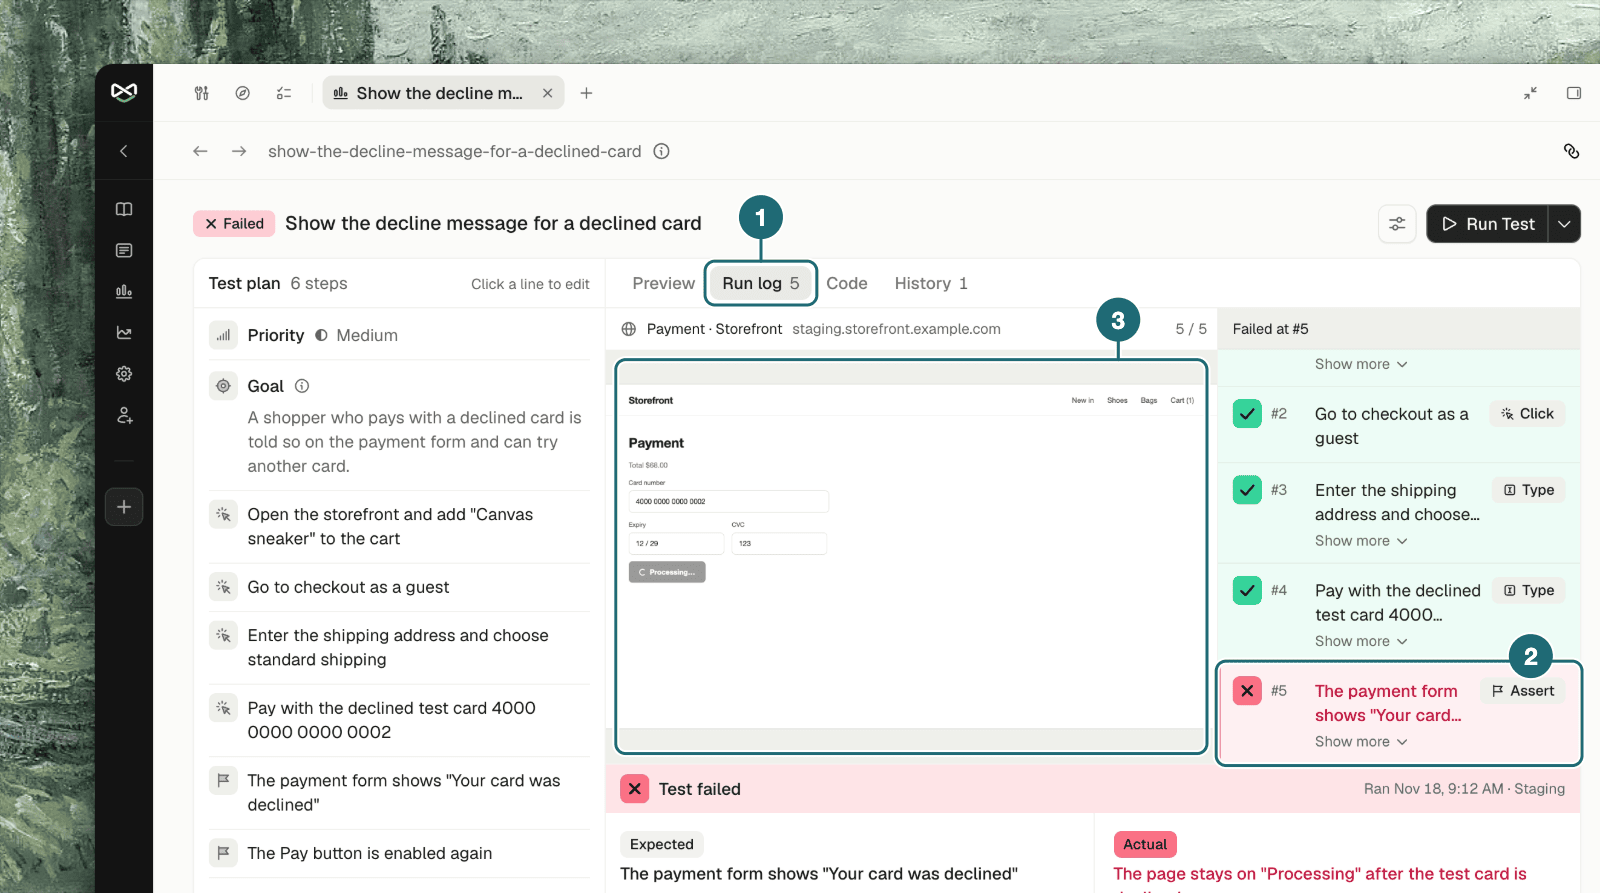 Show the decline m...
show-the-decline-message-for-a-declined-card
Failed
Show the decline message for a declined card
1
Run Test
Test plan 6 steps
Click a line to edit
Preview
Run log 5
Code
History 1
Priority Medium
Goal
A shopper who pays with a declined card is
told so on the payment form and can try
another card.
Open the storefront and add "Canvas
sneaker" to the cart
Go to checkout as a guest
Enter the shipping address and choose
standard shipping
Pay with the declined test card 4000
0000 0000 0002
The payment form shows "Your card was
declined"
The Pay button is enabled again
Payment · Storefront staging.storefront.example.com
5 / 5
3
Storefront
New in
Shoes
Bags
Cart (1)
Payment
Total $68.00
Card number
4000 0000 0000 0002
Expiry
CVC
12 / 29
123
Processing...
Failed at #5
Show more
#2
Go to checkout as a
guest
Click
#3
Enter the shipping
address and choose...
Type
Show more
#4
Pay with the declined
test card 4000...
Type
Show more
2
#5
The payment form
shows "Your card...
Assert
Show more
Test failed
Ran Nov 18, 9:12 AM · Staging
Expected
The payment form shows "Your card was declined"
Actual
The page stays on "Processing" after the test card is